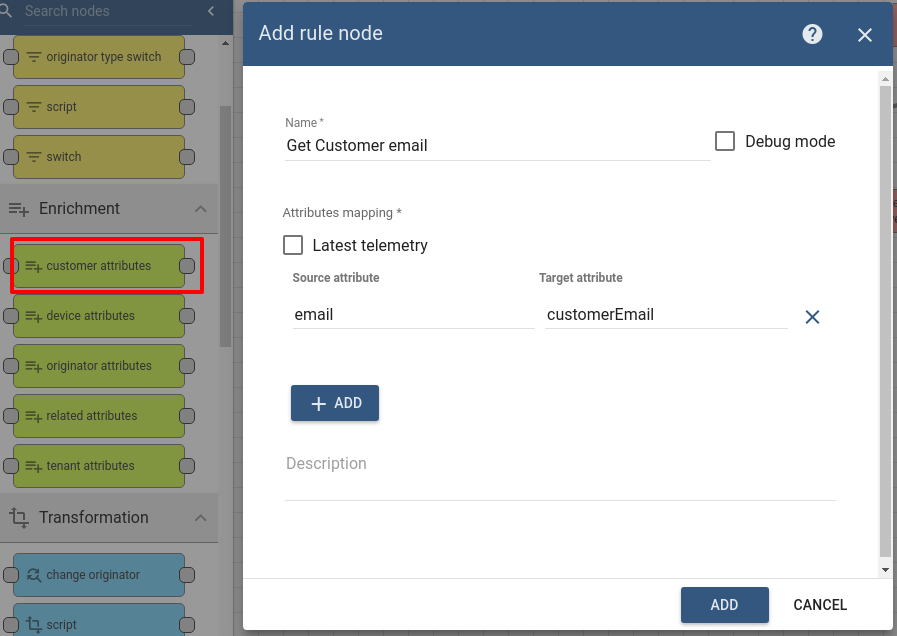 Search nodes
originator type switch
script
switch
Enrichment
customer attributes
device attributes
originator attributes
related attributes
tenant attributes
Transformation
change originator
script
Add rule node
?
Name *
Get Customer email
Debug mode
Attributes mapping *
Latest telemetry
Source attribute Target attribute
email customerEmail
+ ADD
Description
ADD CANCEL